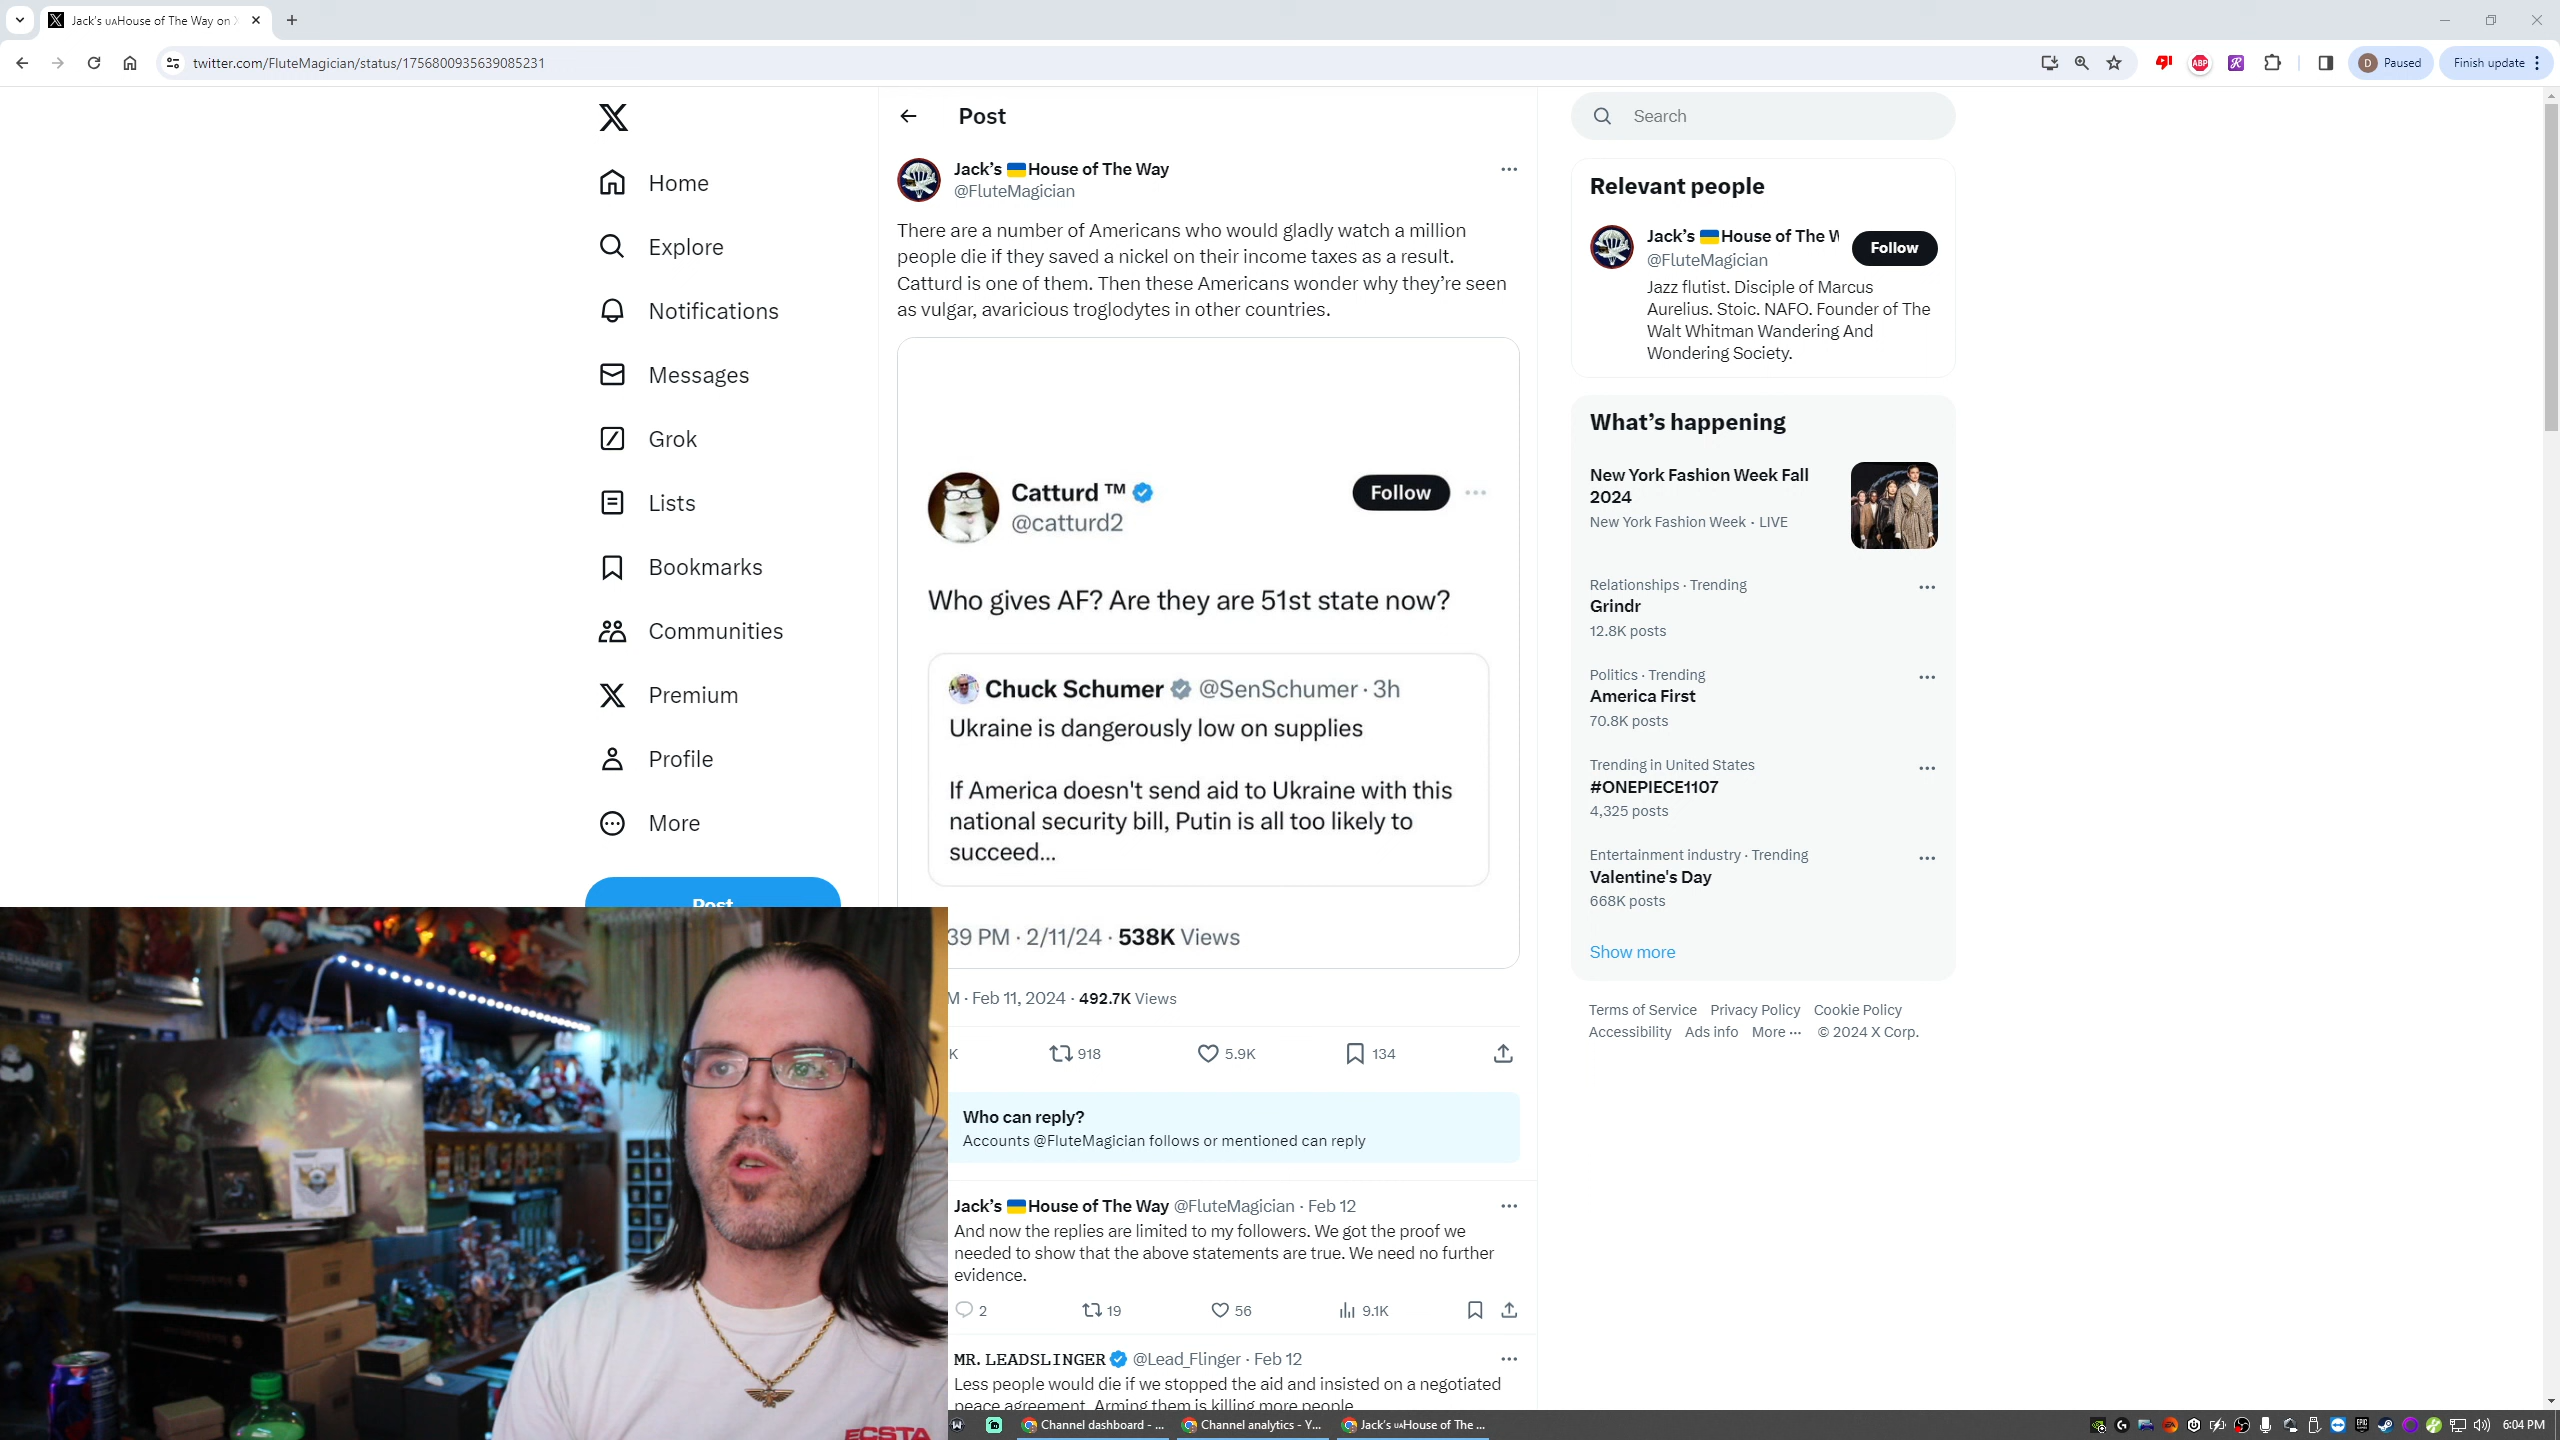 Jack's UAHouse of The Way on X
twitter.com/FluteMagician/status/1756800935639085231
ABP
D Paused
Finish update
Home
Explore
Notifications
Messages
Grok
Lists
Bookmarks
Communities
Premium
Profile
More
Post
Post
Jack’s 🇺🇦House of The Way
@FluteMagician
There are a number of Americans who would gladly watch a million
people die if they saved a nickel on their income taxes as a result.
Catturd is one of them. Then these Americans wonder why they’re seen
as vulgar, avaricious troglodytes in other countries.
Catturd ™
@catturd2
Follow
Who gives AF? Are they are 51st state now?
Chuck Schumer @SenSchumer · 3h
Ukraine is dangerously low on supplies
If America doesn't send aid to Ukraine with this
national security bill, Putin is all too likely to
succeed...
39 PM · 2/11/24 · 538K Views
M · Feb 11, 2024 · 492.7K Views
K 918 5.9K 134
Who can reply?
Accounts @FluteMagician follows or mentioned can reply
Jack’s 🇺🇦House of The Way @FluteMagician · Feb 12
And now the replies are limited to my followers. We got the proof we
needed to show that the above statements are true. We need no further
evidence.
2 19 56 9.1K
MR. LEADSLINGER @Lead_Flinger · Feb 12
Less people would die if we stopped the aid and insisted on a negotiated
peace agreement. Arming them is killing more people
Search
Relevant people
Jack’s 🇺🇦House of The W
@FluteMagician
Follow
Jazz flutist. Disciple of Marcus
Aurelius. Stoic. NAFO. Founder of The
Walt Whitman Wandering And
Wondering Society.
What’s happening
New York Fashion Week Fall
2024
New York Fashion Week · LIVE
Relationships · Trending
Grindr
12.8K posts
Politics · Trending
America First
70.8K posts
Trending in United States
#ONEPIECE1107
4,325 posts
Entertainment industry · Trending
Valentine's Day
668K posts
Show more
Terms of Service Privacy Policy Cookie Policy
Accessibility Ads info More ··· © 2024 X Corp.
ECSTA
Channel dashboard - ...
Channel analytics - Y...
Jack's UAHouse of The ...
6:04 PM